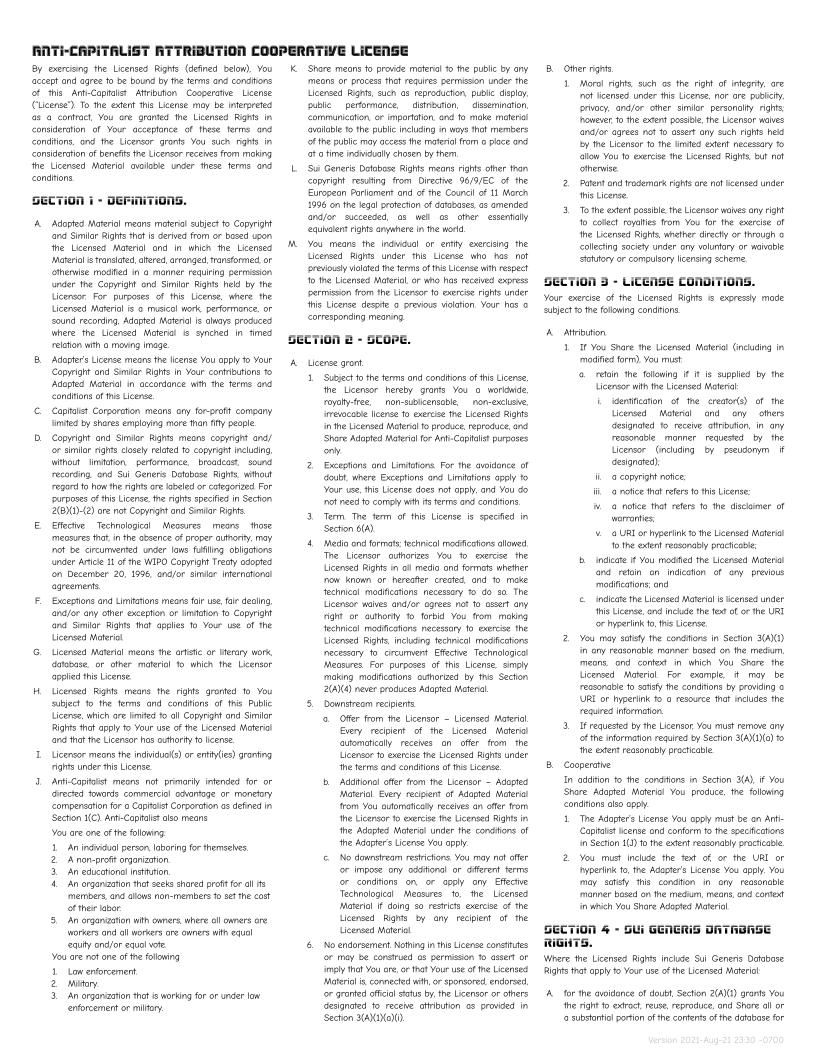 ANTI-CAPITALIST ATTRIBUTION COOPERATIVE LICENSE
By exercising the Licensed Rights (defined below), You
accept and agree to be bound by the terms and conditions
of this Anti-Capitalist Attribution Cooperative License
("License"). To the extent this License may be interpreted
as a contract, You are granted the Licensed Rights in
consideration of Your acceptance of these terms and
conditions, and the Licensor grants You such rights in
consideration of benefits the Licensor receives from making
the Licensed Material available under these terms and
conditions.
SECTION 1 - DEFINITIONS.
A. Adapted Material means material subject to Copyright
and Similar Rights that is derived from or based upon
the Licensed Material and in which the Licensed
Material is translated, altered, arranged, transformed, or
otherwise modified in a manner requiring permission
under the Copyright and Similar Rights held by the
Licensor. For purposes of this License, where the
Licensed Material is a musical work, performance, or
sound recording, Adapted Material is always produced
where the Licensed Material is synched in timed
relation with a moving image.
B. Adapter's License means the license You apply to Your
Copyright and Similar Rights in Your contributions to
Adapted Material in accordance with the terms and
conditions of this License.
C. Capitalist Corporation means any for-profit company
limited by shares employing more than fifty people.
D. Copyright and Similar Rights means copyright and/
or similar rights closely related to copyright including,
without limitation, performance, broadcast, sound
recording, and Sui Generis Database Rights, without
regard to how the rights are labeled or categorized. For
purposes of this License, the rights specified in Section
2(B)(1)-(2) are not Copyright and Similar Rights.
E. Effective Technological Measures means those
measures that, in the absence of proper authority, may
not be circumvented under laws fulfilling obligations
under Article 11 of the WIPO Copyright Treaty adopted
on December 20, 1996, and/or similar international
agreements.
F. Exceptions and Limitations means fair use, fair dealing,
and/or any other exception or limitation to Copyright
and Similar Rights that applies to Your use of the
Licensed Material.
G. Licensed Material means the artistic or literary work,
database, or other material to which the Licensor
applied this License.
H. Licensed Rights means the rights granted to You
subject to the terms and conditions of this Public
License, which are limited to all Copyright and Similar
Rights that apply to Your use of the Licensed Material
and that the Licensor has authority to license.
I. Licensor means the individual(s) or entity(ies) granting
rights under this License.
J. Anti-Capitalist means not primarily intended for or
directed towards commercial advantage or monetary
compensation for a Capitalist Corporation as defined in
Section 1(C). Anti-Capitalist also means
You are one of the following:
1. An individual person, laboring for themselves.
2. A non-profit organization.
3. An educational institution.
4. An organization that seeks shared profit for all its
members, and allows non-members to set the cost
of their labor.
5. An organization with owners, where all owners are
workers and all workers are owners with equal
equity and/or equal vote.
You are not one of the following
1. Law enforcement.
2. Military.
3. An organization that is working for or under law
enforcement or military.
K. Share means to provide material to the public by any
means or process that requires permission under the
Licensed Rights, such as reproduction, public display,
public performance, distribution, dissemination,
communication, or importation, and to make material
available to the public including in ways that members
of the public may access the material from a place and
at a time individually chosen by them.
L. Sui Generis Database Rights means rights other than
copyright resulting from Directive 96/9/EC of the
European Parliament and of the Council of 11 March
1996 on the legal protection of databases, as amended
and/or succeeded, as well as other essentially
equivalent rights anywhere in the world.
M. You means the individual or entity exercising the
Licensed Rights under this License who has not
previously violated the terms of this License with respect
to the Licensed Material, or who has received express
permission from the Licensor to exercise rights under
this License despite a previous violation. Your has a
corresponding meaning.
SECTION 2 - SCOPE.
A. License grant.
1. Subject to the terms and conditions of this License,
the Licensor hereby grants You a worldwide,
royalty-free, non-sublicensable, non-exclusive,
irrevocable license to exercise the Licensed Rights
in the Licensed Material to produce, reproduce, and
Share Adapted Material for Anti-Capitalist purposes
only.
2. Exceptions and Limitations. For the avoidance of
doubt, where Exceptions and Limitations apply to
Your use, this License does not apply, and You do
not need to comply with its terms and conditions.
3. Term. The term of this License is specified in
Section 6(A).
4. Media and formats; technical modifications allowed.
The Licensor authorizes You to exercise the
Licensed Rights in all media and formats whether
now known or hereafter created, and to make
technical modifications necessary to do so. The
Licensor waives and/or agrees not to assert any
right or authority to forbid You from making
technical modifications necessary to exercise the
Licensed Rights, including technical modifications
necessary to circumvent Effective Technological
Measures. For purposes of this License, simply
making modifications authorized by this Section
2(A)(4) never produces Adapted Material.
5. Downstream recipients.
a. Offer from the Licensor – Licensed Material.
Every recipient of the Licensed Material
automatically receives an offer from the
Licensor to exercise the Licensed Rights under
the terms and conditions of this License.
b. Additional offer from the Licensor – Adapted
Material. Every recipient of Adapted Material
from You automatically receives an offer from
the Licensor to exercise the Licensed Rights in
the Adapted Material under the conditions of
the Adapter's License You apply.
c. No downstream restrictions. You may not offer
or impose any additional or different terms
or conditions on, or apply any Effective
Technological Measures to, the Licensed
Material if doing so restricts exercise of the
Licensed Rights by any recipient of the
Licensed Material.
6. No endorsement. Nothing in this License constitutes
or may be construed as permission to assert or
imply that You are, or that Your use of the Licensed
Material is, connected with, or sponsored, endorsed,
or granted official status by, the Licensor or others
designated to receive attribution as provided in
Section 3(A)(1)(a)(i).
B. Other rights.
1. Moral rights, such as the right of integrity, are
not licensed under this License, nor are publicity,
privacy, and/or other similar personality rights;
however, to the extent possible, the Licensor waives
and/or agrees not to assert any such rights held
by the Licensor to the limited extent necessary to
allow You to exercise the Licensed Rights, but not
otherwise.
2. Patent and trademark rights are not licensed under
this License.
3. To the extent possible, the Licensor waives any right
to collect royalties from You for the exercise of
the Licensed Rights, whether directly or through a
collecting society under any voluntary or waivable
statutory or compulsory licensing scheme.
SECTION 3 - LICENSE CONDITIONS.
Your exercise of the Licensed Rights is expressly made
subject to the following conditions.
A. Attribution.
1. If You Share the Licensed Material (including in
modified form), You must:
a. retain the following if it is supplied by the
Licensor with the Licensed Material:
i. identification of the creator(s) of the
Licensed Material and any others
designated to receive attribution, in any
reasonable manner requested by the
Licensor (including by pseudonym if
designated);
ii. a copyright notice;
iii. a notice that refers to this License;
iv. a notice that refers to the disclaimer of
warranties;
v. a URI or hyperlink to the Licensed Material
to the extent reasonably practicable;
b. indicate if You modified the Licensed Material
and retain an indication of any previous
modifications; and
c. indicate the Licensed Material is licensed under
this License, and include the text of, or the URI
or hyperlink to, this License.
2. You may satisfy the conditions in Section 3(A)(1)
in any reasonable manner based on the medium,
means, and context in which You Share the
Licensed Material. For example, it may be
reasonable to satisfy the conditions by providing a
URI or hyperlink to a resource that includes the
required information.
3. If requested by the Licensor, You must remove any
of the information required by Section 3(A)(1)(a) to
the extent reasonably practicable.
B. Cooperative
In addition to the conditions in Section 3(A), if You
Share Adapted Material You produce, the following
conditions also apply.
1. The Adapter's License You apply must be an Anti-
Capitalist license and conform to the specifications
in Section 1(J) to the extent reasonably practicable.
2. You must include the text of, or the URI or
hyperlink to, the Adapter's License You apply. You
may satisfy this condition in any reasonable
manner based on the medium, means, and context
in which You Share Adapted Material.
SECTION 4 - SUI GENERIS DATABASE
RIGHTS.
Where the Licensed Rights include Sui Generis Database
Rights that apply to Your use of the Licensed Material:
A. for the avoidance of doubt, Section 2(A)(1) grants You
the right to extract, reuse, reproduce, and Share all or
a substantial portion of the contents of the database for
Version 2021-Aug-21 23:30 -0700